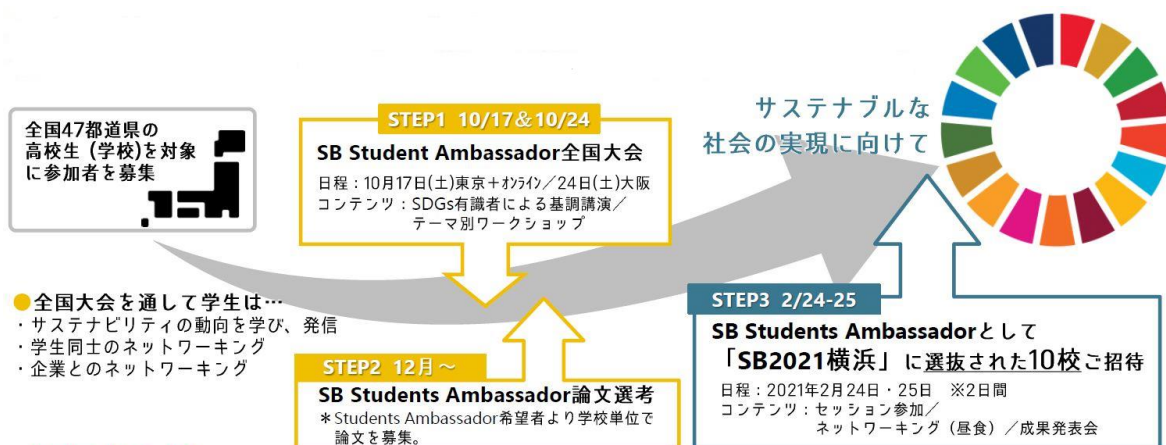 全国47都道県の
高校生 (学校)を対象
に参加者を募集
STEP1 10/17&10/24
SB Student Ambassador全国大会
日程：10月17日(土)東京＋ｵﾝﾗｲﾝ／24日(土)大阪
コンテンツ：SDGs有識者による基調講演／
テーマ別ワークショップ
サステナブルな
社会の実現に向けて
●全国大会を通して学生は…
・サステナビリティの動向を学び、発信
・学生同士のネットワーキング
・企業とのネットワーキング
STEP2 12月～
SB Students Ambassador論文選考
＊Students Ambassador希望者より学校単位で
論文を募集。
STEP3 2/24-25
SB Students Ambassadorとして
「SB2021横浜」に選抜された10校ご招待
日程：2021年2月24日・25日　※2日間
コンテンツ：セッション参加／
ネットワーキング（昼食）／成果発表会